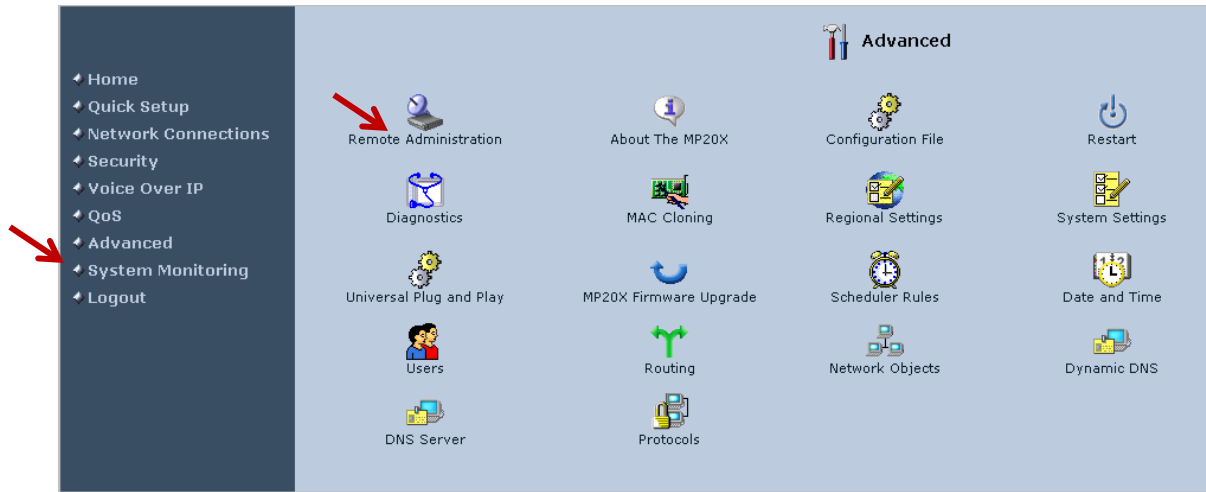 Advanced
Home
Quick Setup
Network Connections
Security
Voice Over IP
QoS
Advanced
System Monitoring
Logout
Remote Administration
About The MP20X
Configuration File
Restart
Diagnostics
MAC Cloning
Regional Settings
System Settings
Universal Plug and Play
MP20X Firmware Upgrade
Scheduler Rules
Date and Time
Users
Routing
Network Objects
Dynamic DNS
DNS Server
Protocols